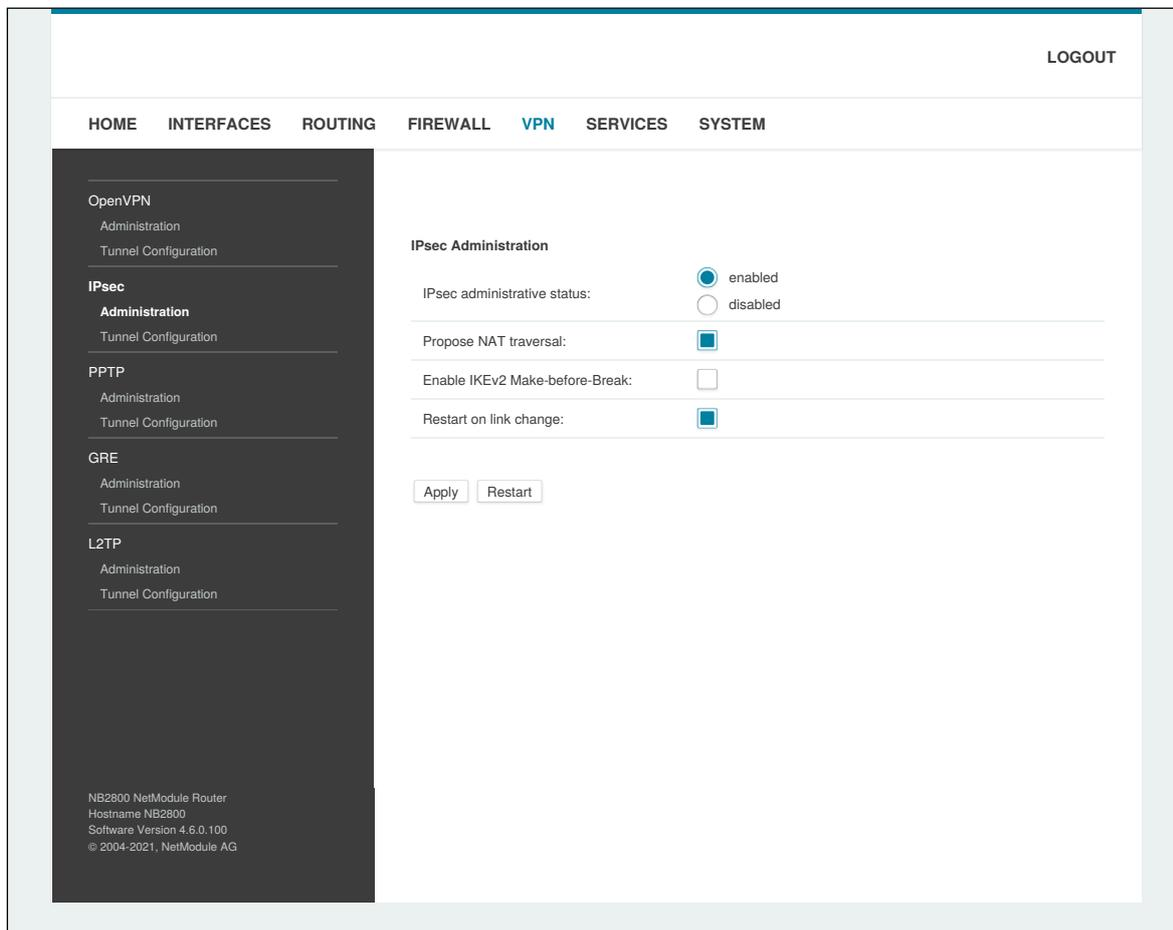 LOGOUT
HOME INTERFACES ROUTING FIREWALL VPN SERVICES SYSTEM
OpenVPN
Administration
Tunnel Configuration
IPsec
Administration
Tunnel Configuration
PPTP
Administration
Tunnel Configuration
GRE
Administration
Tunnel Configuration
L2TP
Administration
Tunnel Configuration
NB2800 NetModule Router
Hostname NB2800
Software Version 4.6.0.100
© 2004-2021, NetModule AG
IPsec Administration
IPsec administrative status:
enabled
disabled
Propose NAT traversal:
Enable IKEv2 Make-before-Break:
Restart on link change:
Apply Restart